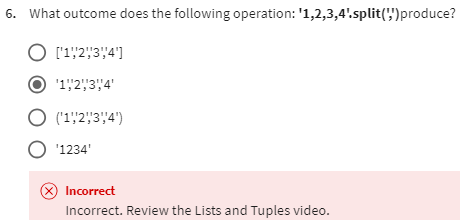 6. What outcome does the following operation: '1,2,3,4'.split(',')produce?
['1','2','3','4']
'1','2','3','4'
('1','2','3','4')
'1234'
Incorrect
Incorrect. Review the Lists and Tuples video.